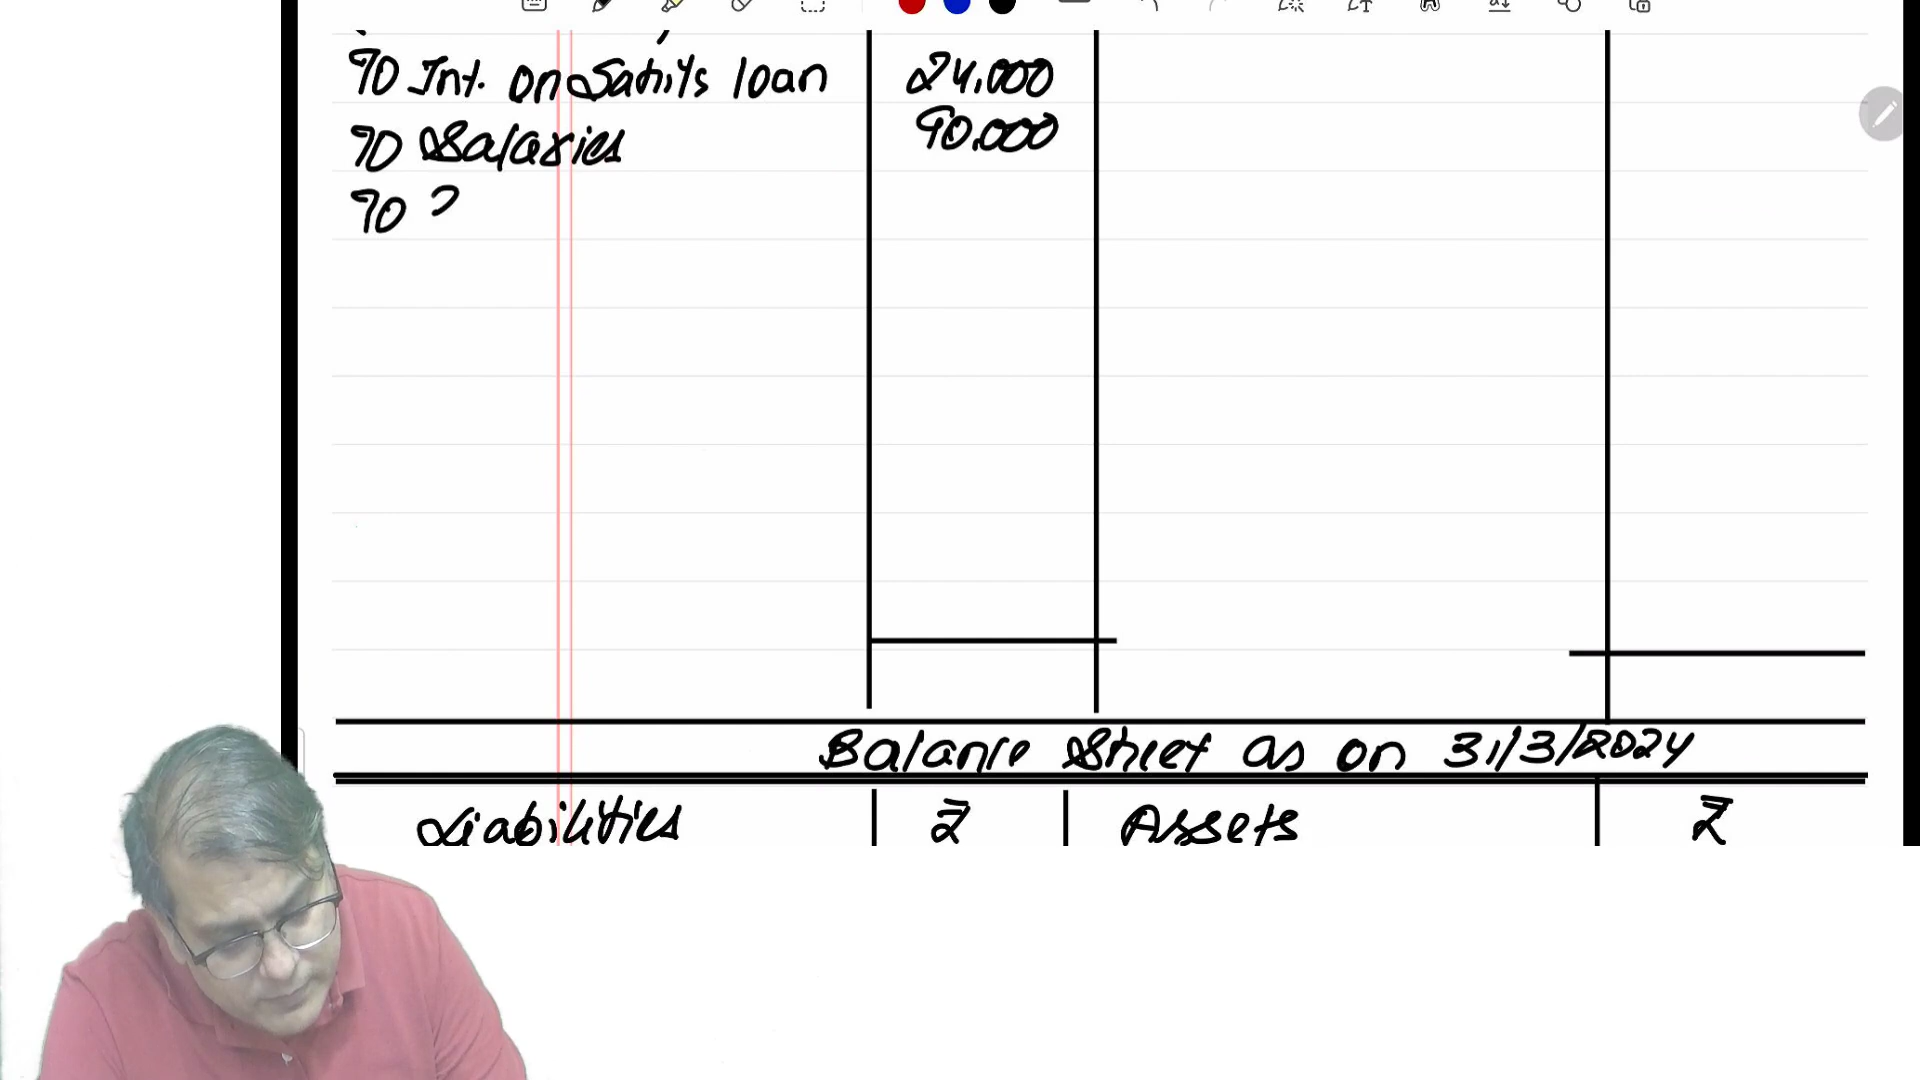 To Int. on Satis's loan 24,000
To Salaries 90,000
To
Balance Sheet as on 31/3/2024
Liabilities ₹ Assets ₹